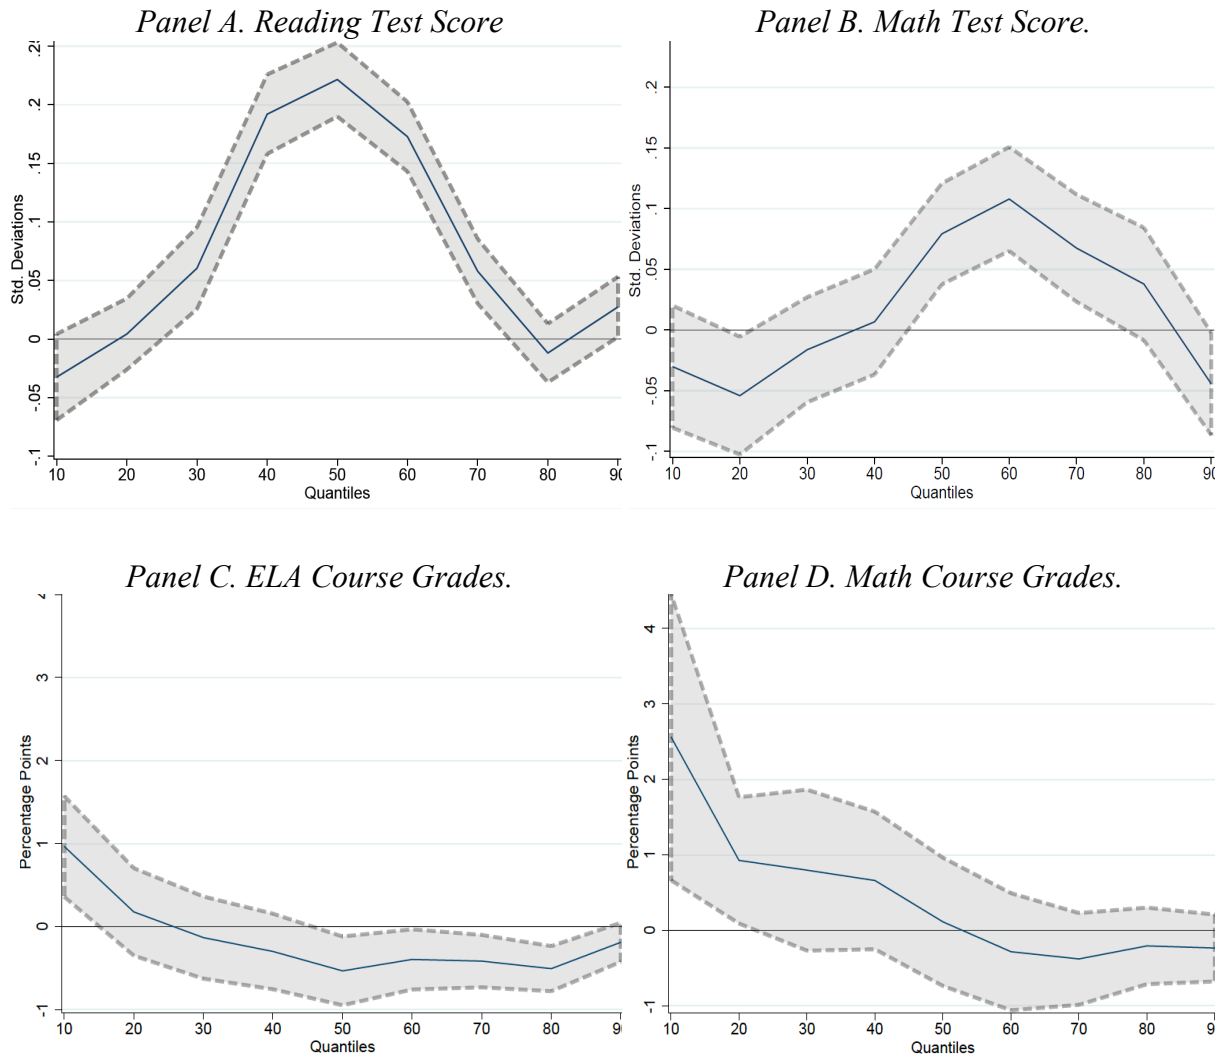 Panel A. Reading Test Score
Std. Deviations
.2
.15
.1
.05
0
-.05
-.1
10 20 30 40 50 60 70 80 90
Quantiles
Panel B. Math Test Score.
Std. Deviations
.2
.15
.1
.05
0
-.05
-.1
10 20 30 40 50 60 70 80 90
Quantiles
Panel C. ELA Course Grades.
Percentage Points
3
2
1
0
-1
10 20 30 40 50 60 70 80 90
Quantiles
Panel D. Math Course Grades.
Percentage Points
4
3
2
1
0
-1
10 20 30 40 50 60 70 80 90
Quantiles